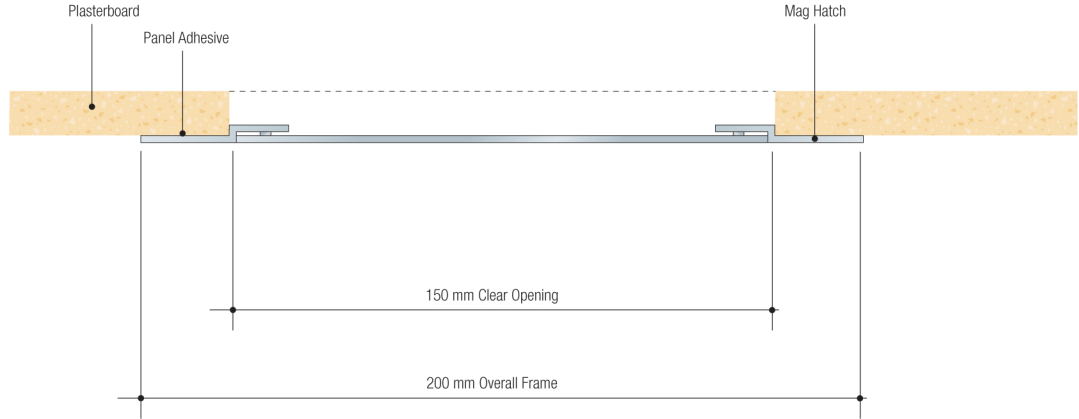 Plasterboard
Mag Hatch
Panel Adhesive
150 mm Clear Opening
200 mm Overall Frame